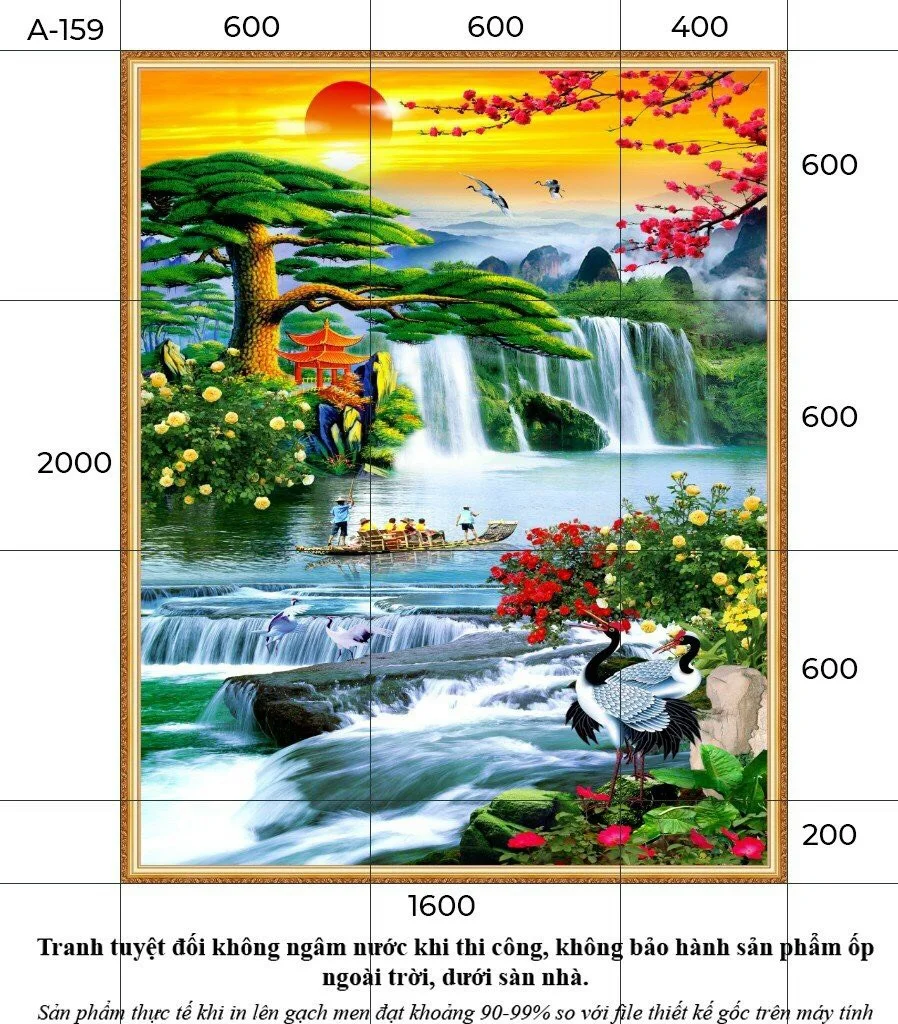 A-159
600
600
400
600
600
2000
600
200
1600
Tranh tuyệt đối không ngâm nước khi thi công, không bảo hành sản phẩm ốp
ngoài trời, dưới sàn nhà.
Sản phẩm thực tế khi in lên gạch men đạt khoảng 90-99% so với file thiết kế gốc trên máy tính